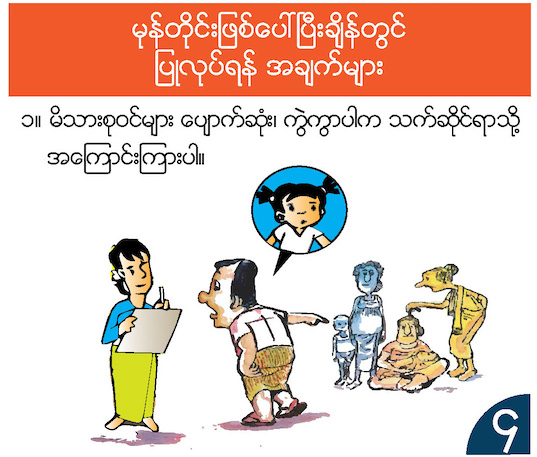 မုန်တိုင်းဖြစ်ပေါ်ပြီးချိန်တွင်
ပြုလုပ်ရန် အချက်များ
၁။ မိသားစုဝင်များ ပျောက်ဆုံး၊ ကွဲကွာပါက သက်ဆိုင်ရာသို့
အကြောင်းကြားပါ။
၄